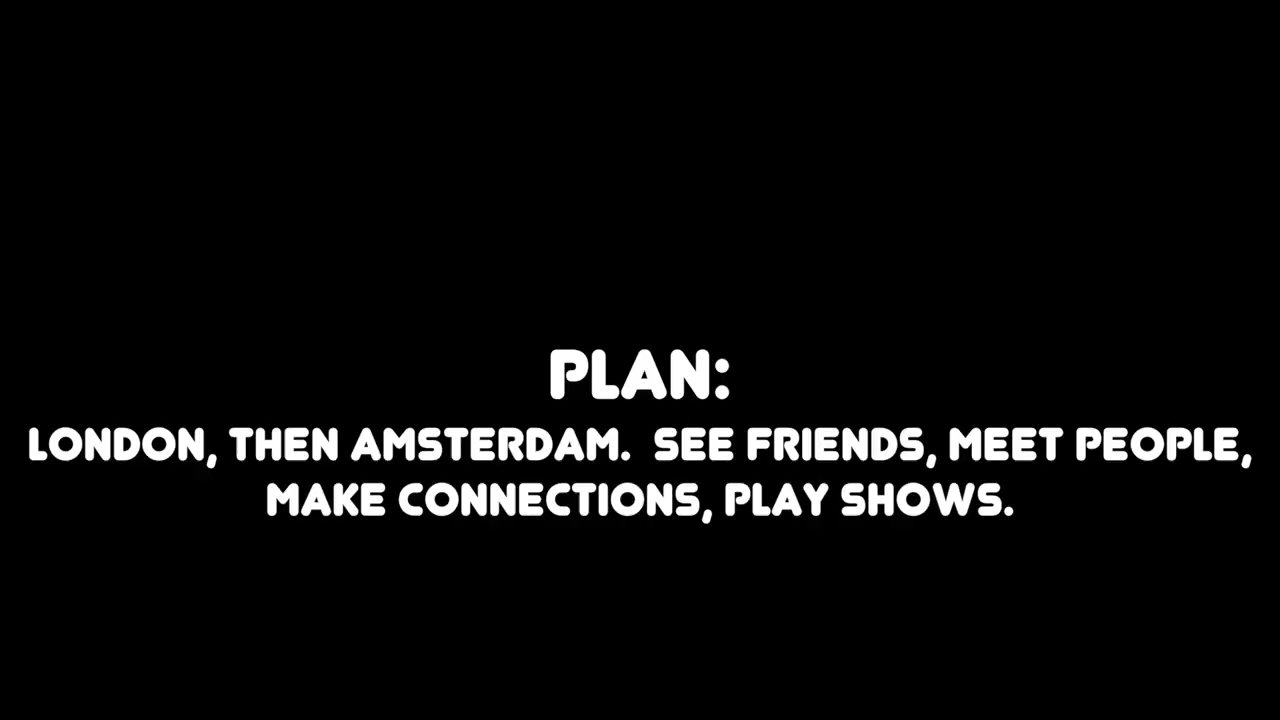 PLAN:
LONDON, THEN AMSTERDAM.  SEE FRIENDS, MEET PEOPLE,
MAKE CONNECTIONS, PLAY SHOWS.